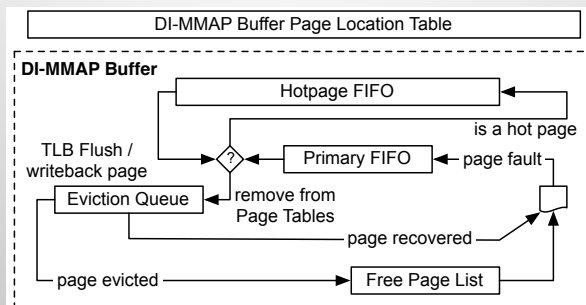 DI-MMAP Buffer Page Location Table
DI-MMAP Buffer
Hotpage FIFO
is a hot page
TLB Flush /
writeback page
?
Primary FIFO
page fault
Eviction Queue
remove from
Page Tables
page recovered
page evicted
Free Page List